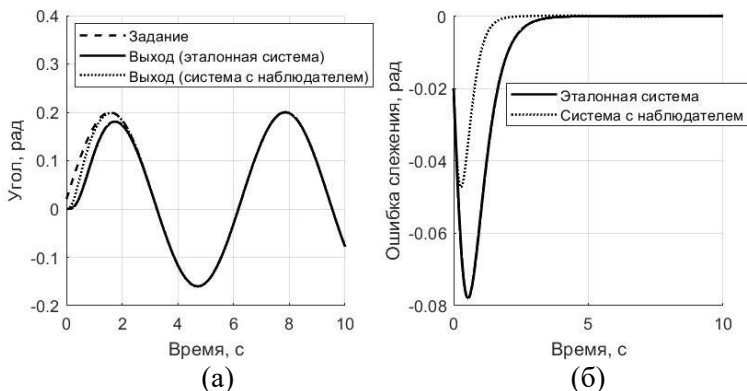 0.4
0.3
0.2
0.1
0
-0.1
-0.2
Угол, рад
Задание
Выход (эталонная система)
Выход (система с наблюдателем)
0 2 4 6 8 10
Время, с
(а)
0
-0.02
-0.04
-0.06
-0.08
Ошибка слежения, рад
Эталонная система
Система с наблюдателем
0 5 10
Время, с
(б)